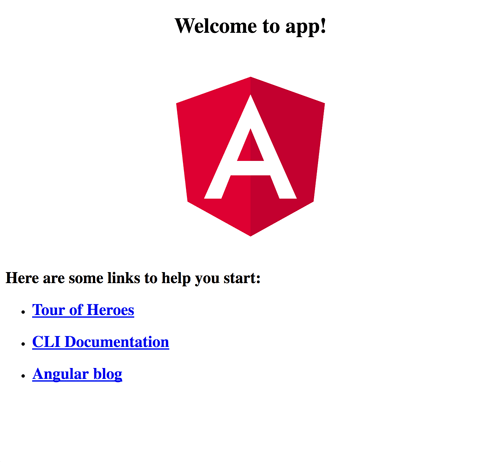 Welcome to app!
A
Here are some links to help you start:
Tour of Heroes
CLI Documentation
Angular blog